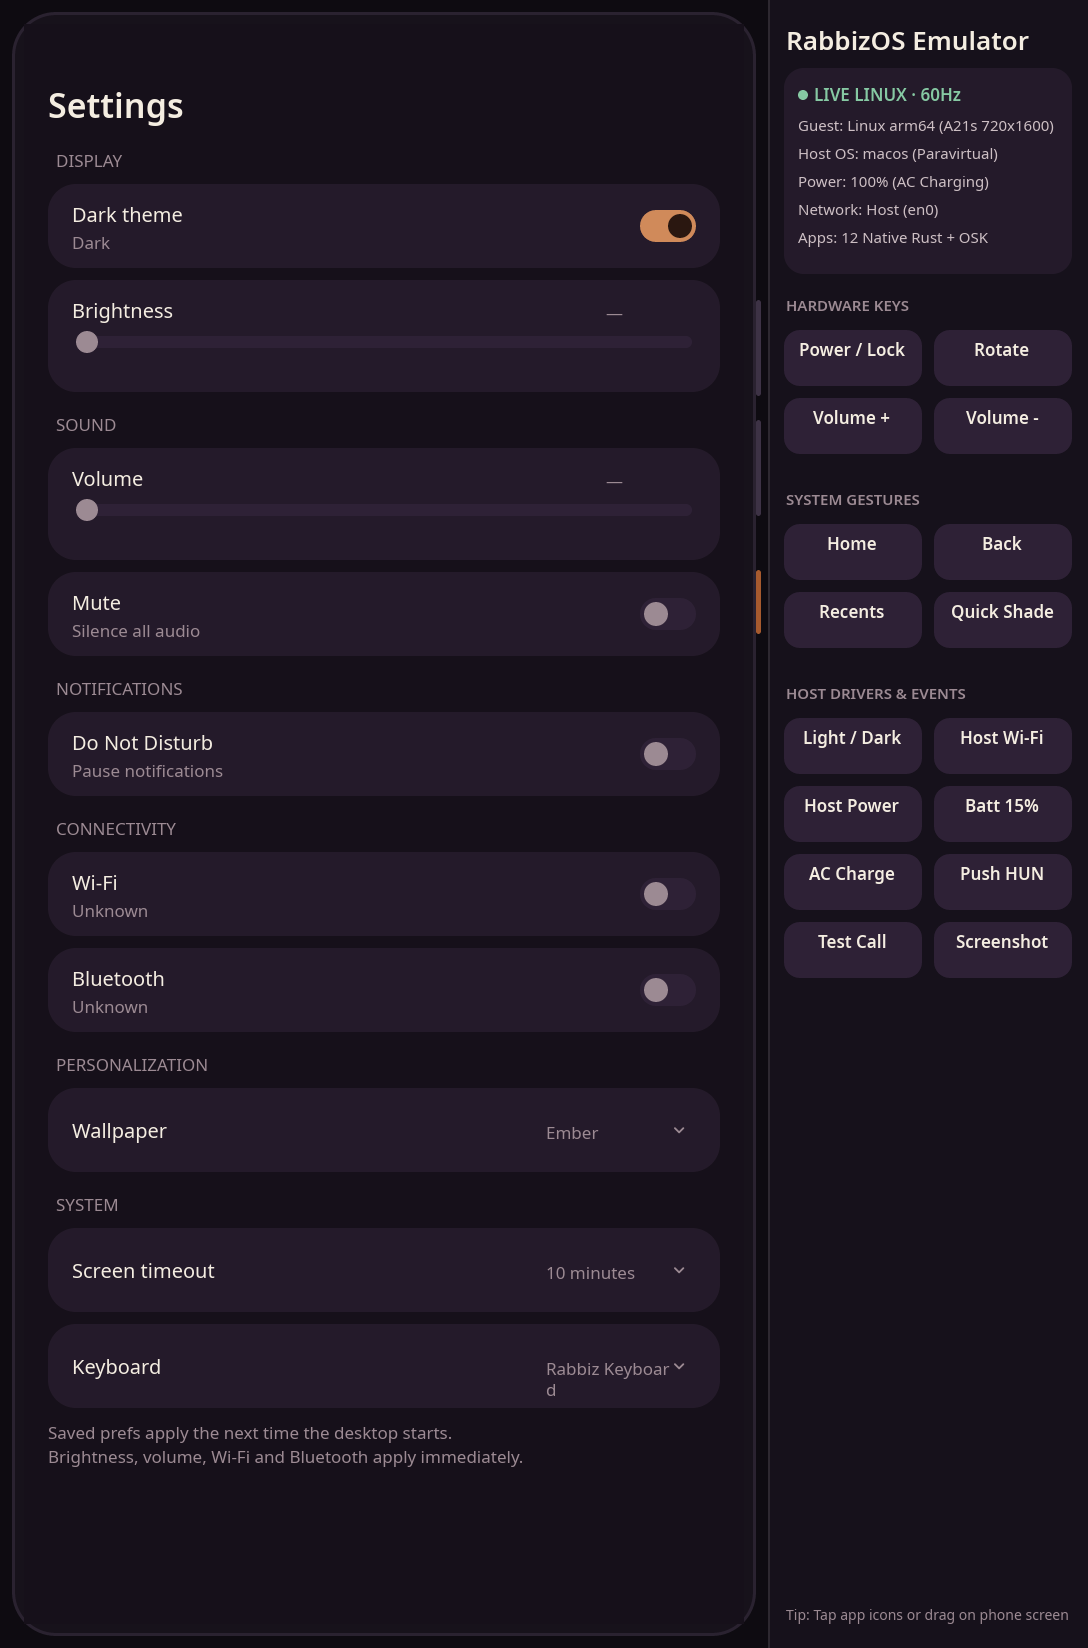 Settings
DISPLAY
Dark theme
Dark
Brightness
—
SOUND
Volume
—
Mute
Silence all audio
NOTIFICATIONS
Do Not Disturb
Pause notifications
CONNECTIVITY
Wi-Fi
Unknown
Bluetooth
Unknown
PERSONALIZATION
Wallpaper
Ember
SYSTEM
Screen timeout
10 minutes
Keyboard
Rabbiz Keyboar
d
Saved prefs apply the next time the desktop starts.
Brightness, volume, Wi-Fi and Bluetooth apply immediately.
RabbizOS Emulator
LIVE LINUX · 60Hz
Guest: Linux arm64 (A21s 720x1600)
Host OS: macos (Paravirtual)
Power: 100% (AC Charging)
Network: Host (en0)
Apps: 12 Native Rust + OSK
HARDWARE KEYS
Power / Lock
Rotate
Volume +
Volume -
SYSTEM GESTURES
Home
Back
Recents
Quick Shade
HOST DRIVERS & EVENTS
Light / Dark
Host Wi-Fi
Host Power
Batt 15%
AC Charge
Push HUN
Test Call
Screenshot
Tip: Tap app icons or drag on phone screen